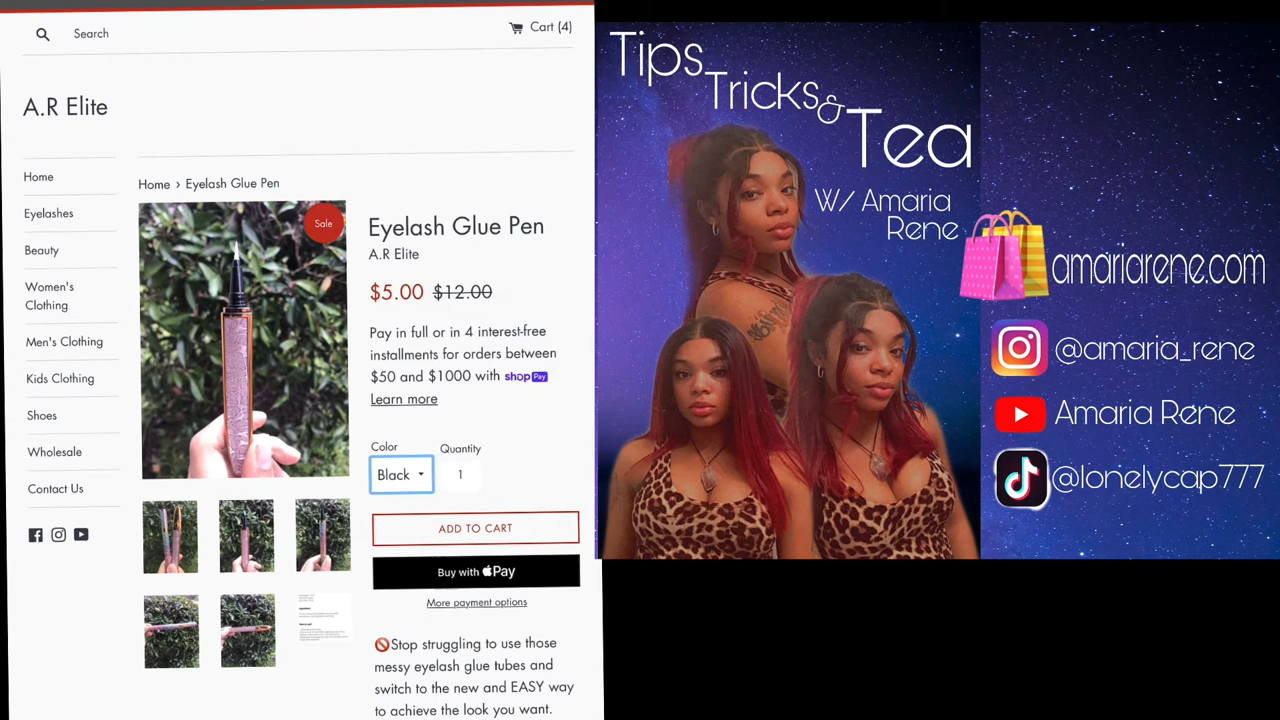 Search
Cart (4)
A.R Elite
Home
Eyelashes
Beauty
Women's
Clothing
Men's Clothing
Kids Clothing
Shoes
Wholesale
Contact Us
Home › Eyelash Glue Pen
Sale
Eyelash Glue Pen
A.R Elite
$5.00 $12.00
Pay in full or in 4 interest-free
installments for orders between
$50 and $1000 with shop Pay
Learn more
Color
Quantity
Black
1
ADD TO CART
Buy with Pay
More payment options
🚫Stop struggling to use those
messy eyelash glue tubes and
switch to the new and EASY way
to achieve the look you want.
Tips
Tricks
&
Tea
W/ Amaria
Rene
amariarene.com
@amaria_rene
Amaria Rene
@lonelycap777